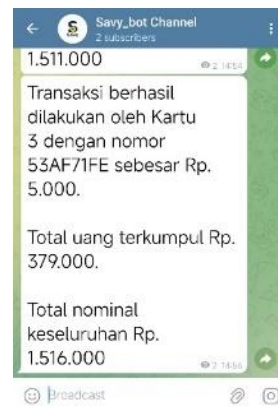 Savy_bot Channel
2 subscribers
1.511.000
2 14:54
Transaksi berhasil
dilakukan oleh Kartu
3 dengan nomor
53AF71FE sebesar Rp.
5.000.
Total uang terkumpul Rp.
379.000.
Total nominal
keseluruhan Rp.
1.516.000
2 14:56
Broadcast